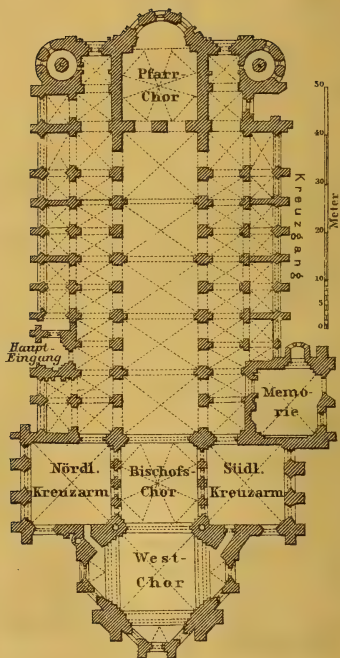 Pfarr-
Chor
50
40
30
20
10
0
Meter
Kreuzgang
Haupt-
Eingang
Memo-
rie
Nördl.
Kreuzarm
Bischofs-
Chor
Südl.
Kreuzarm
West-
Chor